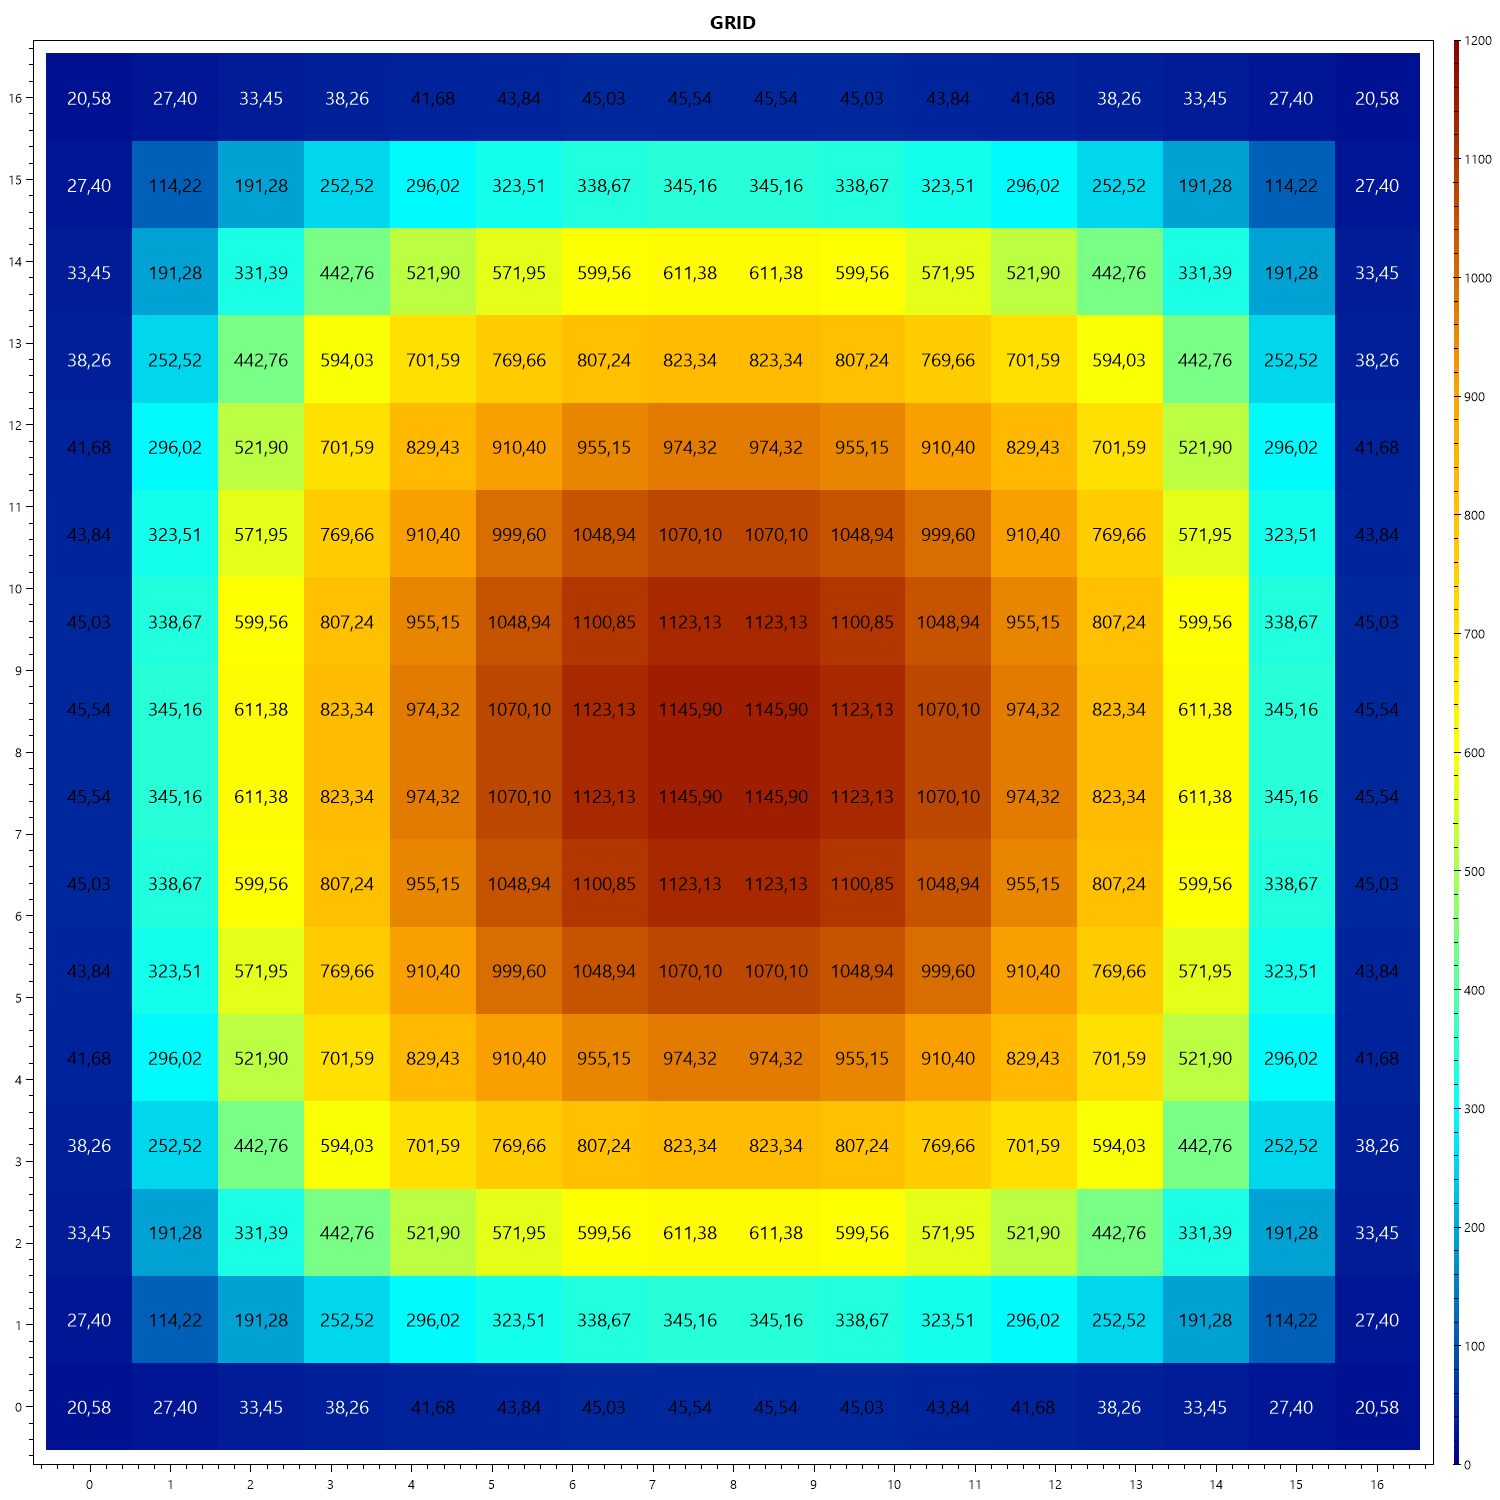 GRID
20,58 27,40 33,45 38,26 41,68 43,84 45,03 45,54 45,54 45,03 43,84 41,68 38,26 33,45 27,40 20,58
27,40 114,22 191,28 252,52 296,02 323,51 338,67 345,16 345,16 338,67 323,51 296,02 252,52 191,28 114,22 27,40
33,45 191,28 331,39 442,76 521,90 571,95 599,56 611,38 611,38 599,56 571,95 521,90 442,76 331,39 191,28 33,45
38,26 252,52 442,76 594,03 701,59 769,66 807,24 823,34 823,34 807,24 769,66 701,59 594,03 442,76 252,52 38,26
41,68 296,02 521,90 701,59 829,43 910,40 955,15 974,32 974,32 955,15 910,40 829,43 701,59 521,90 296,02 41,68
43,84 323,51 571,95 769,66 910,40 999,60 1048,94 1070,10 1070,10 1048,94 999,60 910,40 769,66 571,95 323,51 43,84
45,03 338,67 599,56 807,24 955,15 1048,94 1100,85 1123,13 1123,13 1100,85 1048,94 955,15 807,24 599,56 338,67 45,03
45,54 345,16 611,38 823,34 974,32 1070,10 1123,13 1145,90 1145,90 1123,13 1070,10 974,32 823,34 611,38 345,16 45,54
45,54 345,16 611,38 823,34 974,32 1070,10 1123,13 1145,90 1145,90 1123,13 1070,10 974,32 823,34 611,38 345,16 45,54
45,03 338,67 599,56 807,24 955,15 1048,94 1100,85 1123,13 1123,13 1100,85 1048,94 955,15 807,24 599,56 338,67 45,03
43,84 323,51 571,95 769,66 910,40 999,60 1048,94 1070,10 1070,10 1048,94 999,60 910,40 769,66 571,95 323,51 43,84
41,68 296,02 521,90 701,59 829,43 910,40 955,15 974,32 974,32 955,15 910,40 829,43 701,59 521,90 296,02 41,68
38,26 252,52 442,76 594,03 701,59 769,66 807,24 823,34 823,34 807,24 769,66 701,59 594,03 442,76 252,52 38,26
33,45 191,28 331,39 442,76 521,90 571,95 599,56 611,38 611,38 599,56 571,95 521,90 442,76 331,39 191,28 33,45
27,40 114,22 191,28 252,52 296,02 323,51 338,67 345,16 345,16 338,67 323,51 296,02 252,52 191,28 114,22 27,40
20,58 27,40 33,45 38,26 41,68 43,84 45,03 45,54 45,54 45,03 43,84 41,68 38,26 33,45 27,40 20,58
16
15
14
13
12
11
10
9
8
7
6
5
4
3
2
1
0
0 1 2 3 4 5 6 7 8 9 10 11 12 13 14 15 16
1200
1100
1000
900
800
700
600
500
400
300
200
100
0